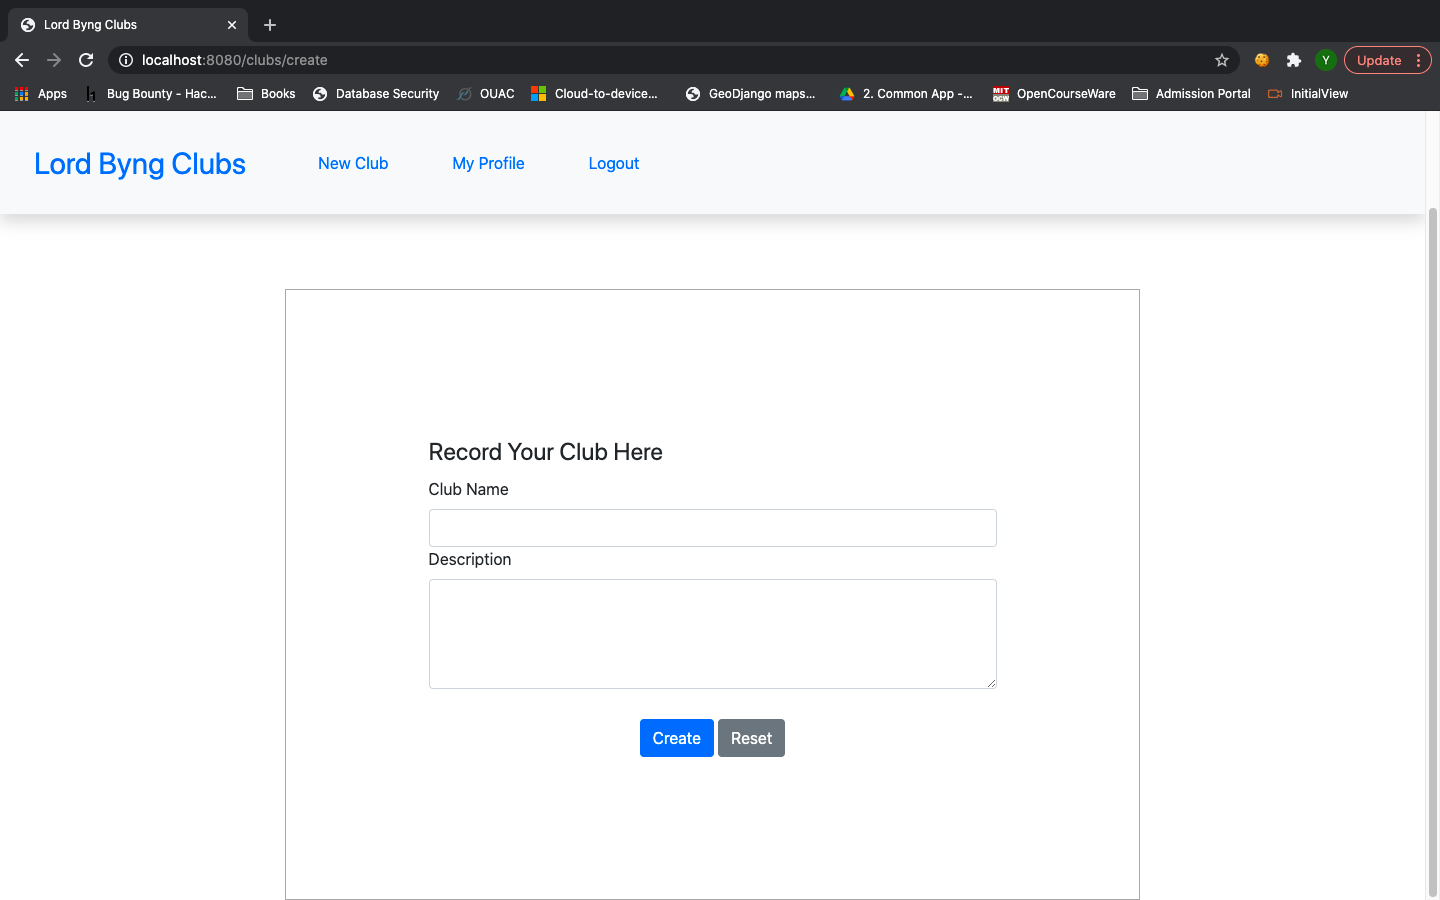 Lord Byng Clubs
localhost:8080/clubs/create
Y
Update
Apps
Bug Bounty - Hac...
Books
Database Security
OUAC
Cloud-to-device...
GeoDjango maps...
2. Common App -...
MIT OCW OpenCourseWare
Admission Portal
InitialView
Lord Byng Clubs
New Club
My Profile
Logout
Record Your Club Here
Club Name
Description
Create
Reset